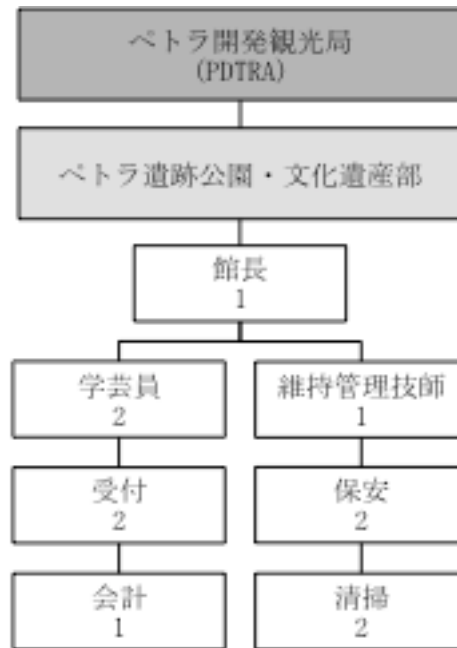 ペトラ開発観光局
(PDTRA)
ペトラ遺跡公園・文化遺産部
館長
1
学芸員
2
維持管理技師
1
受付
2
保安
2
会計
1
清掃
2